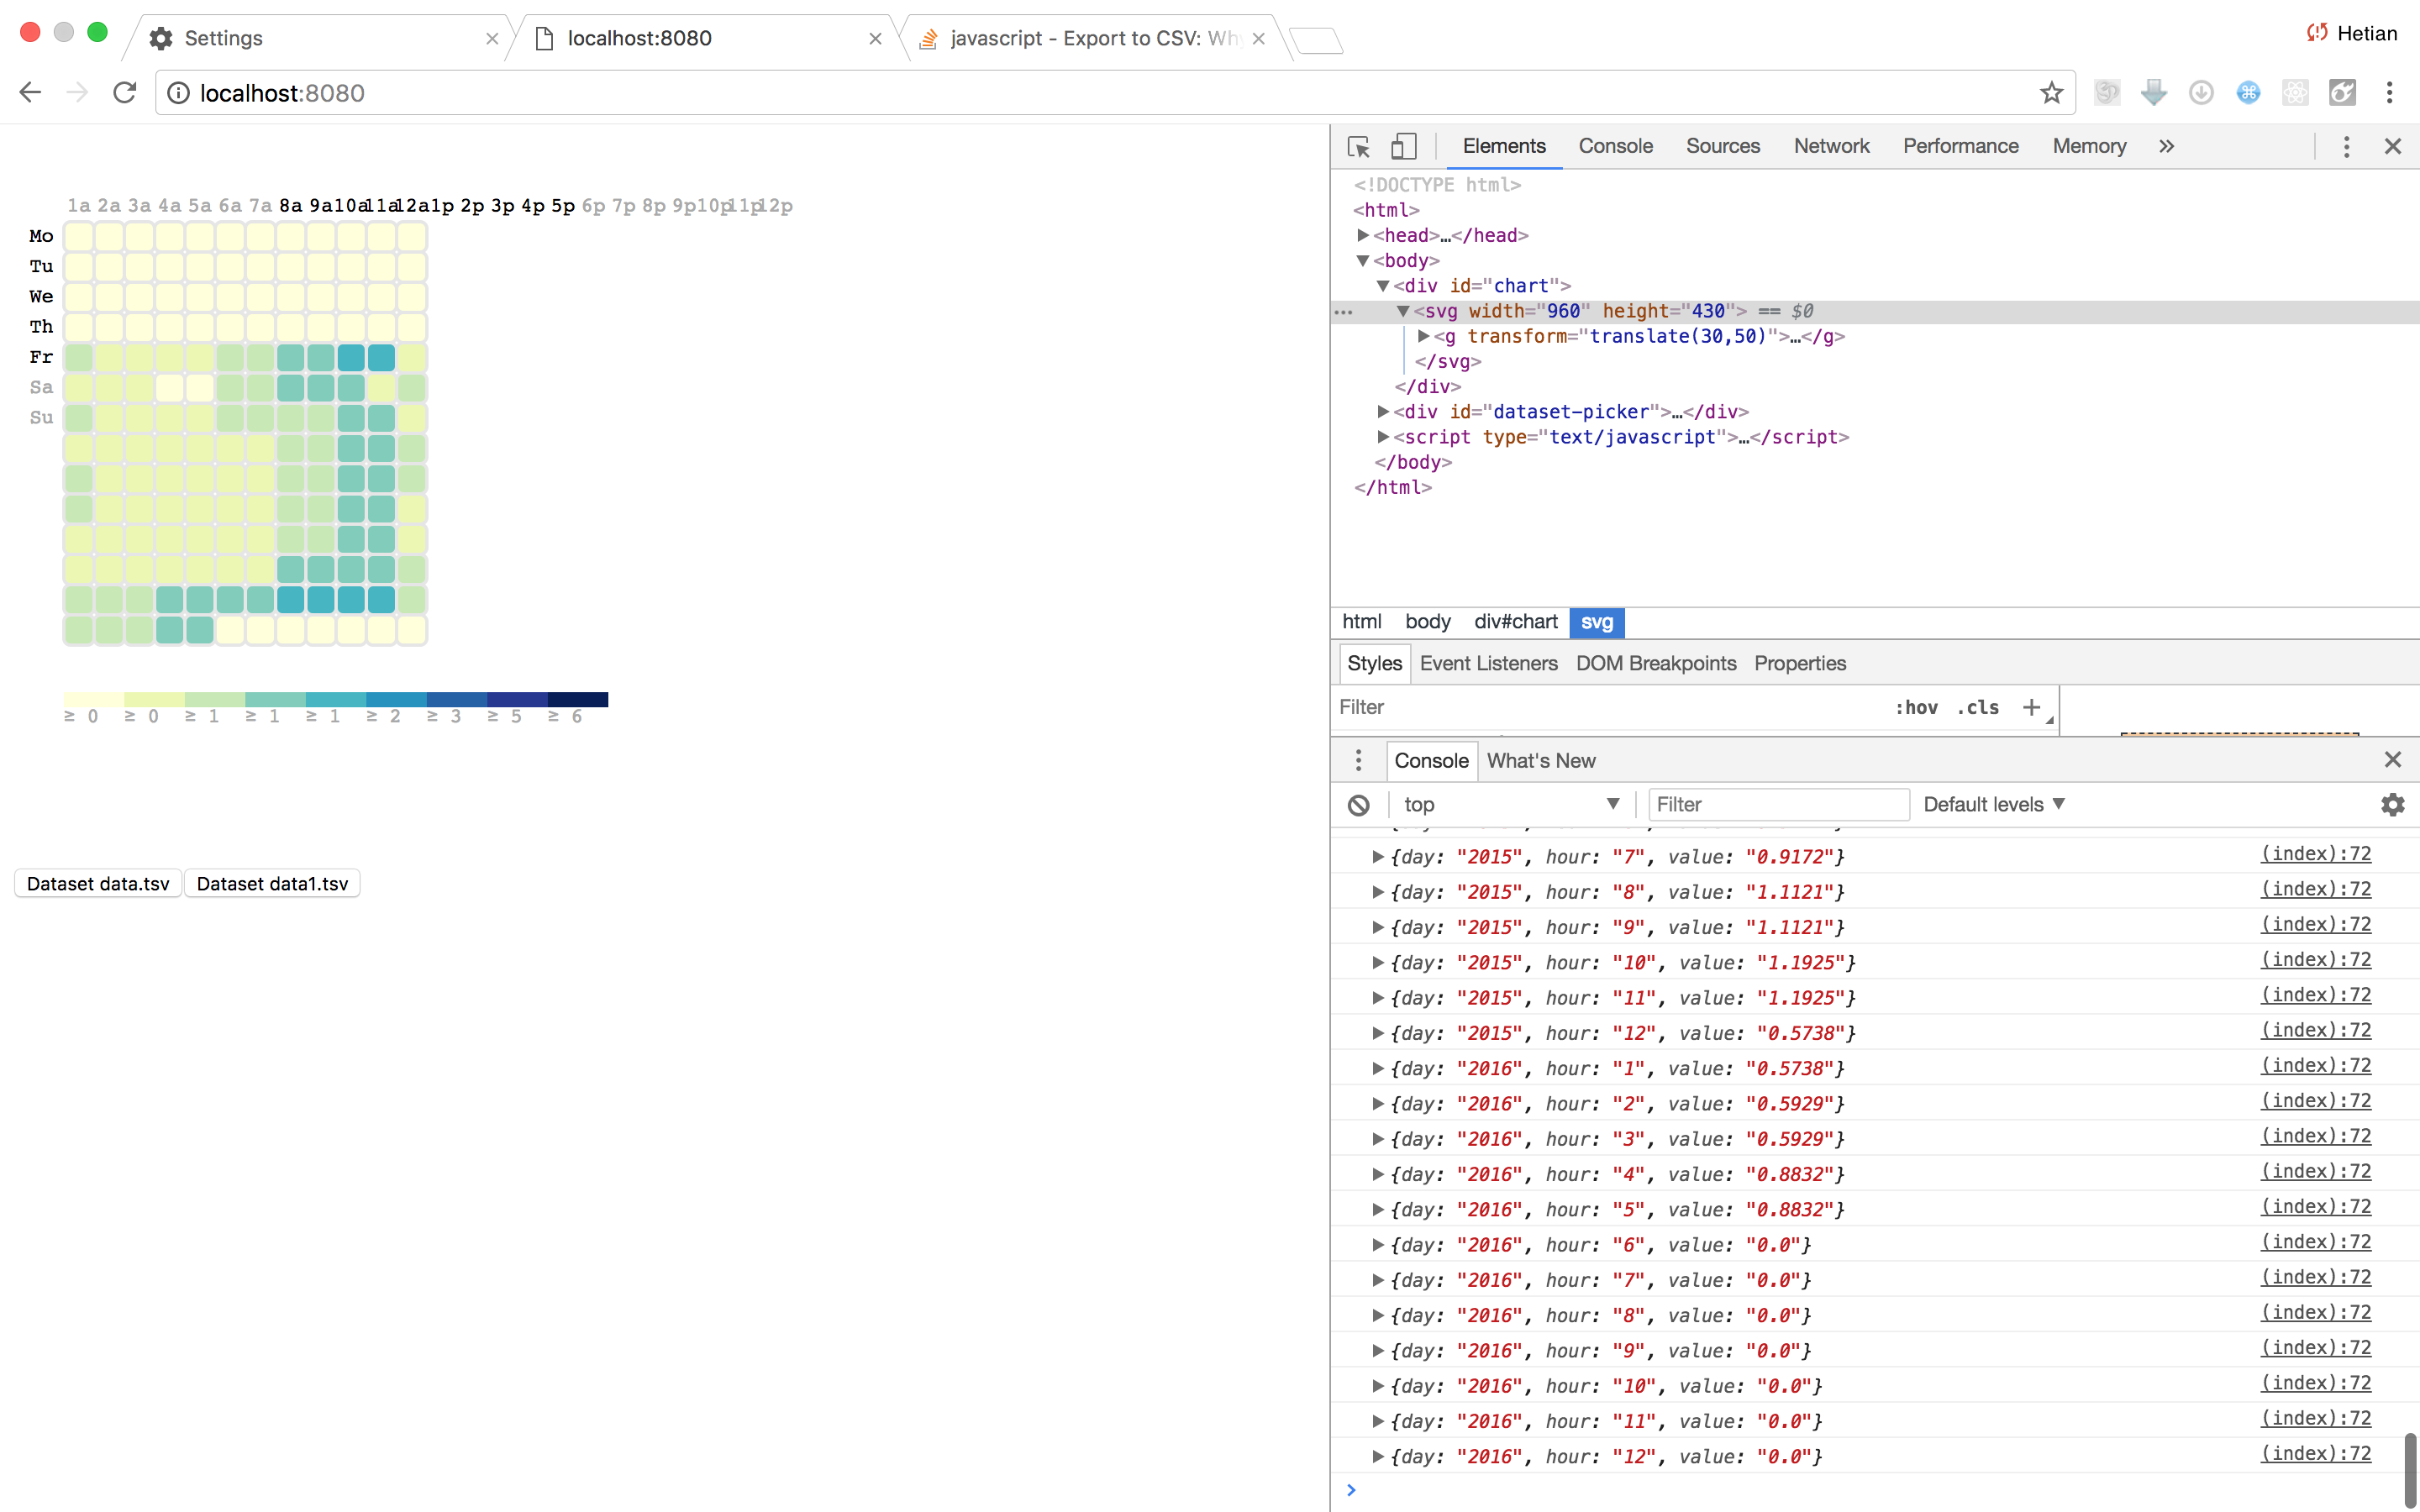 Settings
localhost:8080
javascript - Export to CSV: Why
Hetian
localhost:8080
1a 2a 3a 4a 5a 6a 7a 8a 9a 10a 11a 12a 1p 2p 3p 4p 5p 6p 7p 8p 9p 10p 11p 12p
Mo
Tu
We
Th
Fr
Sa
Su
≥ 0 ≥ 0 ≥ 1 ≥ 1 ≥ 1 ≥ 2 ≥ 3 ≥ 5 ≥ 6
Dataset data.tsv Dataset data1.tsv
Elements Console Sources Network Performance Memory »
<!DOCTYPE html>
<html>
▶<head>…</head>
▼<body>
▼<div id="chart">
… ▼<svg width="960" height="430"> == $0
▶<g transform="translate(30,50)">…</g>
</svg>
</div>
▶<div id="dataset-picker">…</div>
▶<script type="text/javascript">…</script>
</body>
</html>
html body div#chart svg
Styles Event Listeners DOM Breakpoints Properties
Filter :hov .cls +
Console What's New
top ▼ Filter Default levels ▼
▶{day: "2015", hour: "7", value: "0.9172"} (index):72
▶{day: "2015", hour: "8", value: "1.1121"} (index):72
▶{day: "2015", hour: "9", value: "1.1121"} (index):72
▶{day: "2015", hour: "10", value: "1.1925"} (index):72
▶{day: "2015", hour: "11", value: "1.1925"} (index):72
▶{day: "2015", hour: "12", value: "0.5738"} (index):72
▶{day: "2016", hour: "1", value: "0.5738"} (index):72
▶{day: "2016", hour: "2", value: "0.5929"} (index):72
▶{day: "2016", hour: "3", value: "0.5929"} (index):72
▶{day: "2016", hour: "4", value: "0.8832"} (index):72
▶{day: "2016", hour: "5", value: "0.8832"} (index):72
▶{day: "2016", hour: "6", value: "0.0"} (index):72
▶{day: "2016", hour: "7", value: "0.0"} (index):72
▶{day: "2016", hour: "8", value: "0.0"} (index):72
▶{day: "2016", hour: "9", value: "0.0"} (index):72
▶{day: "2016", hour: "10", value: "0.0"} (index):72
▶{day: "2016", hour: "11", value: "0.0"} (index):72
▶{day: "2016", hour: "12", value: "0.0"} (index):72